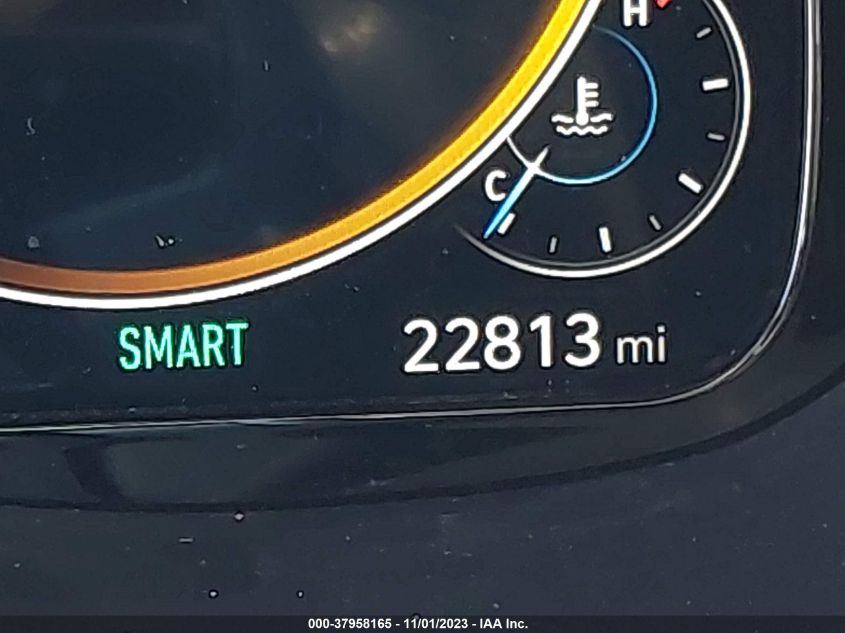 H
C
SMART 22813 mi
000-37958165 - 11/01/2023 - IAA Inc.